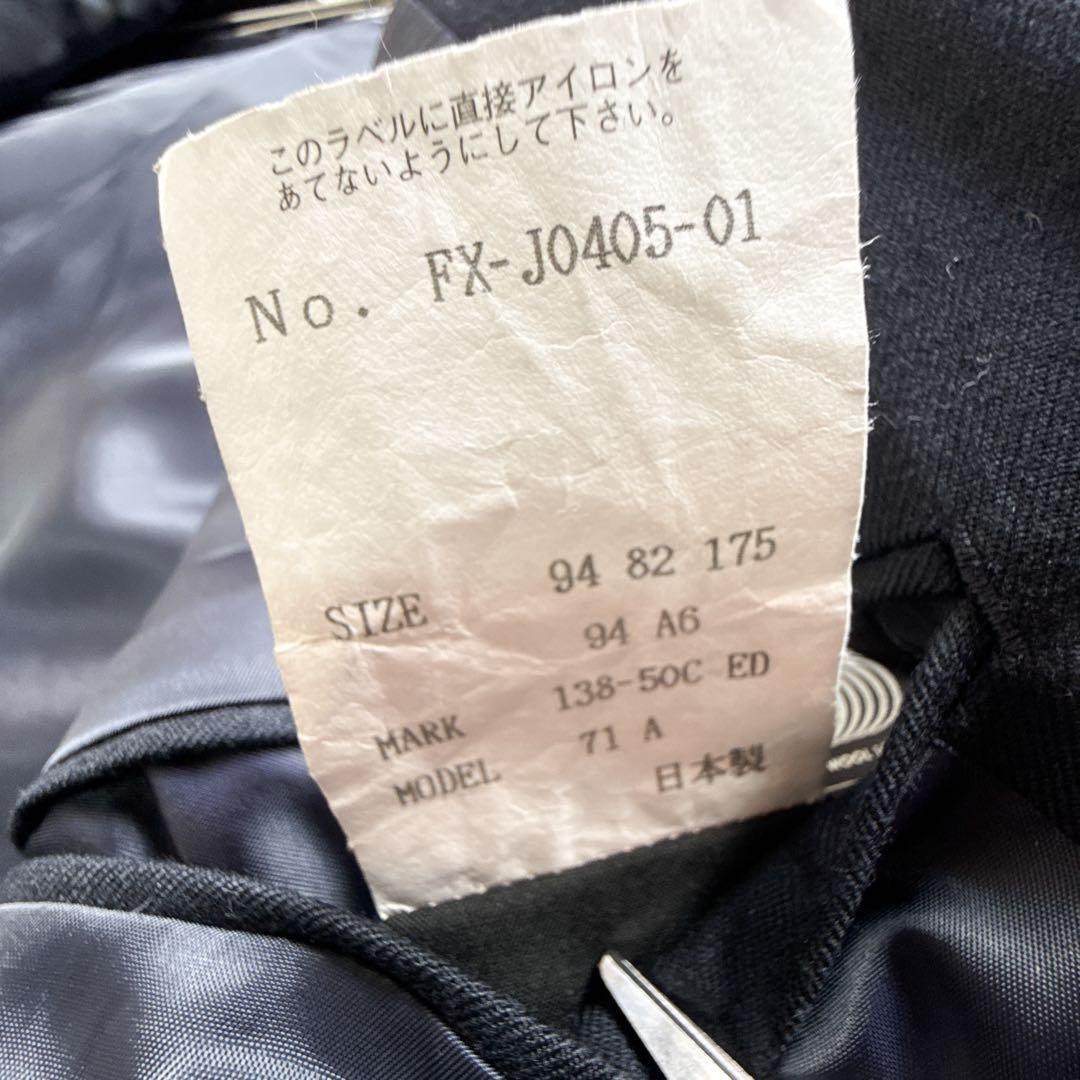 このラベルに直接アイロンを
あてないようにして下さい。
No. FX-J0405-01
SIZE 94 82 175
94 A6
MARK 138-50C ED
MODEL 71 A
日本製